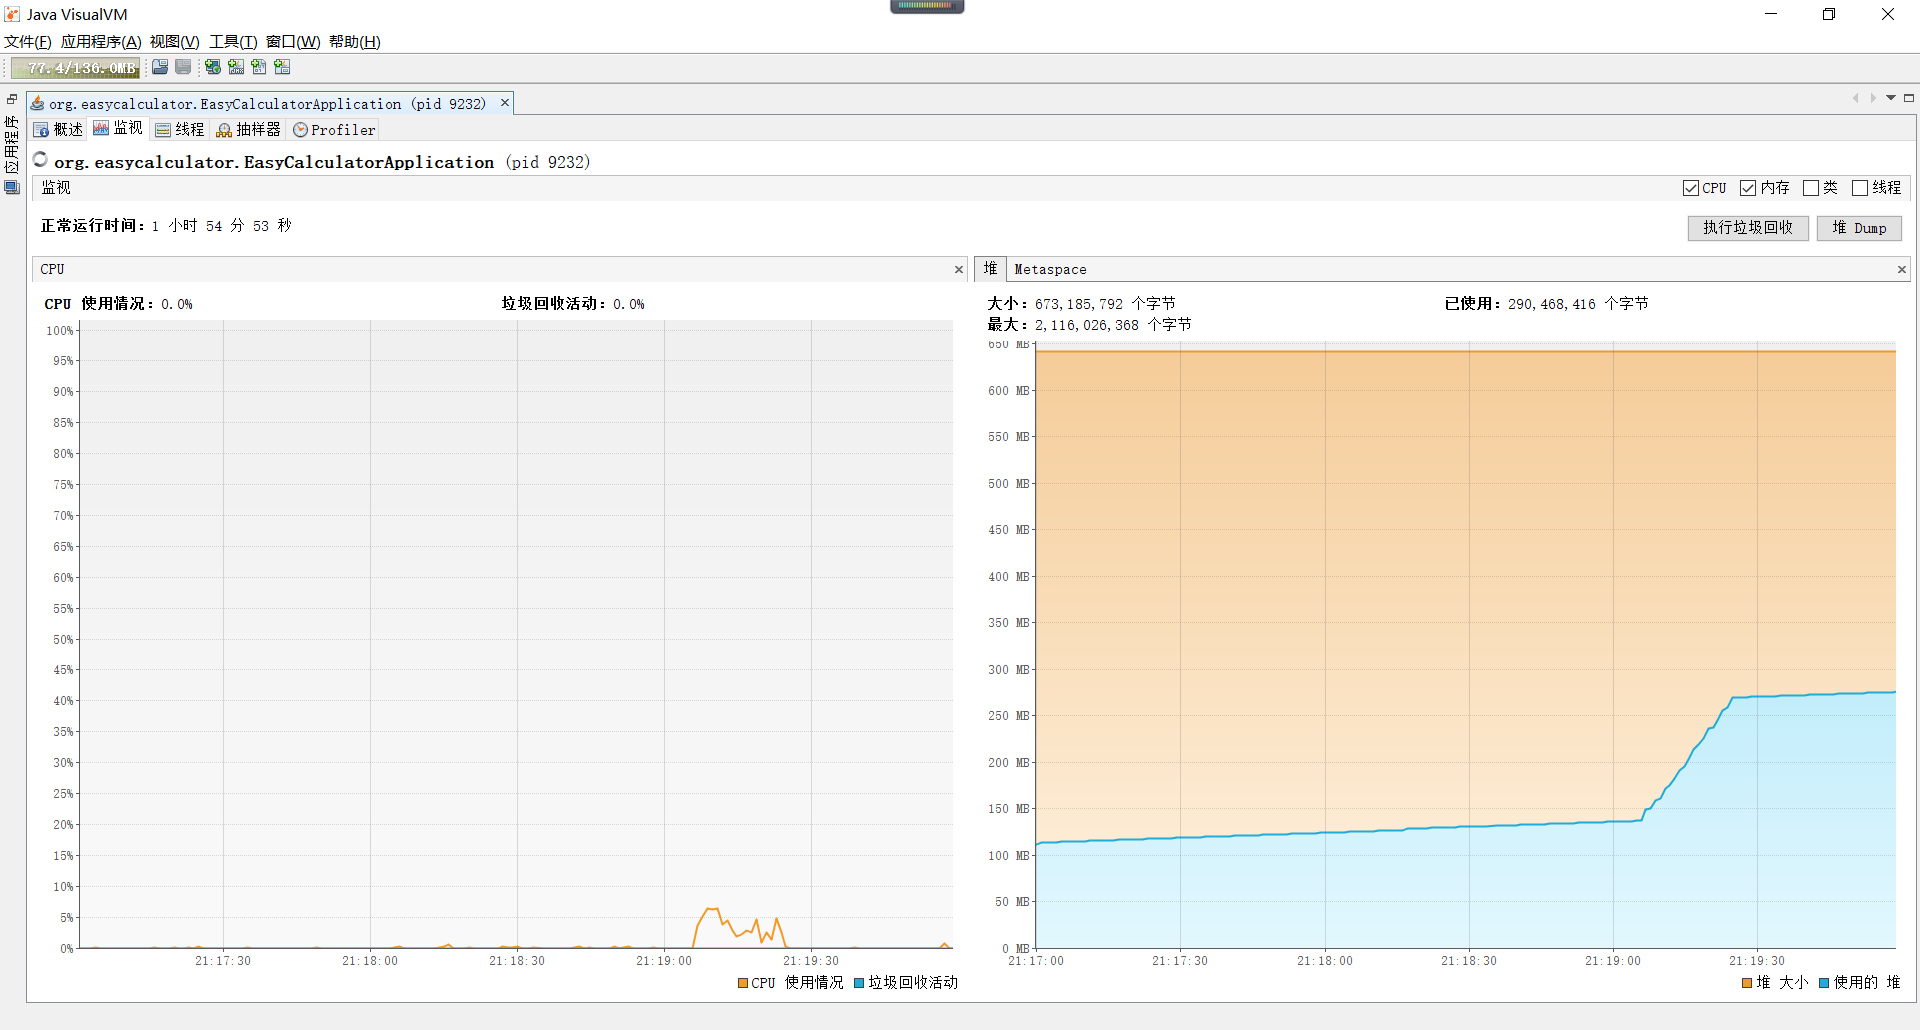 Java VisualVM
文件(F) 应用程序(A) 视图(V) 工具(T) 窗口(W) 帮助(H)
77.4/136.0MB
应用程序
org.easycalculator.EasyCalculatorApplication (pid 9232)
概述 监视 线程 抽样器 Profiler
org.easycalculator.EasyCalculatorApplication (pid 9232)
监视 CPU 内存 类 线程
正常运行时间：1 小时 54 分 53 秒 执行垃圾回收 堆 Dump
CPU
CPU 使用情况：0.0% 垃圾回收活动：0.0%
100%
95%
90%
85%
80%
75%
70%
65%
60%
55%
50%
45%
40%
35%
30%
25%
20%
15%
10%
5%
0%
21:17:30 21:18:00 21:18:30 21:19:00 21:19:30
CPU 使用情况 垃圾回收活动
堆 Metaspace
大小：673,185,792 个字节 已使用：290,468,416 个字节
最大：2,116,026,368 个字节
650 MB
600 MB
550 MB
500 MB
450 MB
400 MB
350 MB
300 MB
250 MB
200 MB
150 MB
100 MB
50 MB
0 MB
21:17:00 21:17:30 21:18:00 21:18:30 21:19:00 21:19:30
堆 大小 使用的 堆